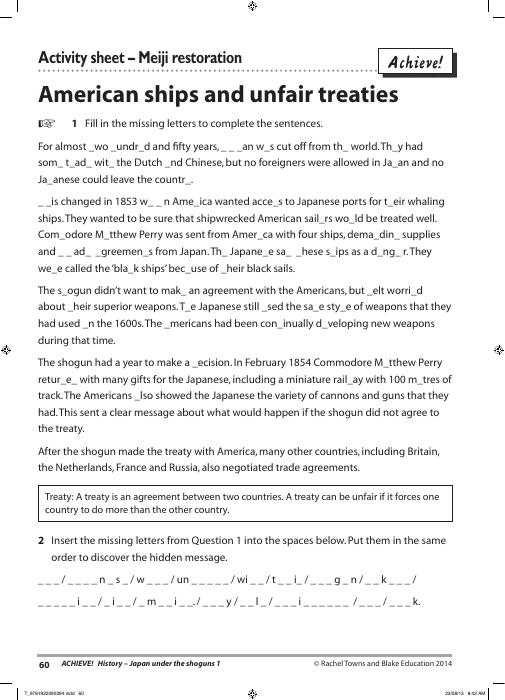 Activity sheet – Meiji restoration
Achieve!
American ships and unfair treaties
1 Fill in the missing letters to complete the sentences.
For almost _wo _undr_d and fifty years, _ _ _an w_s cut off from th_ world. Th_y had
som_ t_ad_ wit_ the Dutch _nd Chinese, but no foreigners were allowed in Ja_an and no
Ja_anese could leave the countr_.
_ _is changed in 1853 w_ _ n Ame_ica wanted acce_s to Japanese ports for t_eir whaling
ships. They wanted to be sure that shipwrecked American sail_rs wo_ld be treated well.
Com_odore M_tthew Perry was sent from Amer_ca with four ships, dema_din_ supplies
and _ _ ad_ _greemen_s from Japan. Th_ Japane_e sa_ _hese s_ips as a d_ng_ r. They
we_e called the ‘bla_k ships’ bec_use of _heir black sails.
The s_ogun didn’t want to mak_ an agreement with the Americans, but _elt worri_d
about _heir superior weapons. T_e Japanese still _sed the sa_e sty_e of weapons that they
had used _n the 1600s. The _mericans had been con_inually d_veloping new weapons
during that time.
The shogun had a year to make a _ecision. In February 1854 Commodore M_tthew Perry
retur_e_ with many gifts for the Japanese, including a miniature rail_ay with 100 m_tres of
track. The Americans _lso showed the Japanese the variety of cannons and guns that they
had. This sent a clear message about what would happen if the shogun did not agree to
the treaty.
After the shogun made the treaty with America, many other countries, including Britain,
the Netherlands, France and Russia, also negotiated trade agreements.
Treaty: A treaty is an agreement between two countries. A treaty can be unfair if it forces one
country to do more than the other country.
2 Insert the missing letters from Question 1 into the spaces below. Put them in the same
order to discover the hidden message.
_ _ _ / _ _ _ _ n _ s _ / w _ _ _ / un _ _ _ _ _ / wi _ _ / t _ _ i_ / _ _ _ g _ n / _ _ k _ _ _ /
_ _ _ _ _ i _ _ / _ i _ _ / _ m _ _ i _ _. / _ _ _ y / _ _ l _ / _ _ _ i _ _ _ _ _ _ / _ _ _ / _ _ _ k.
60 ACHIEVE! History – Japan under the shoguns 1 © Rachel Towns and Blake Education 2014
T_9781922090294.indd 60 23/08/13 8:42 AM